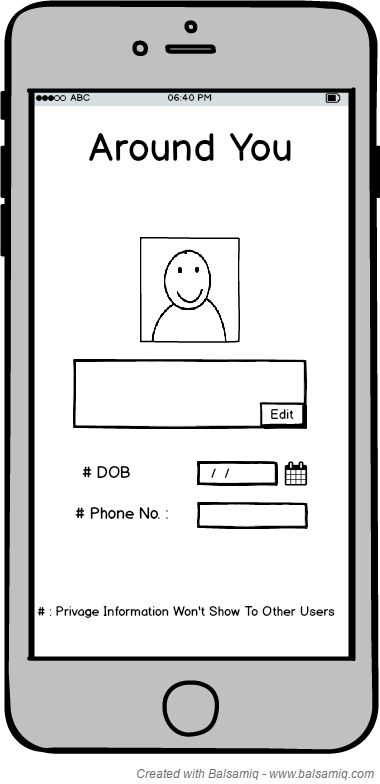 ABC 06:40 PM
Around You
Edit
# DOB / /
# Phone No. :
# : Privage Information Won't Show To Other Users
Created with Balsamiq - www.balsamiq.com